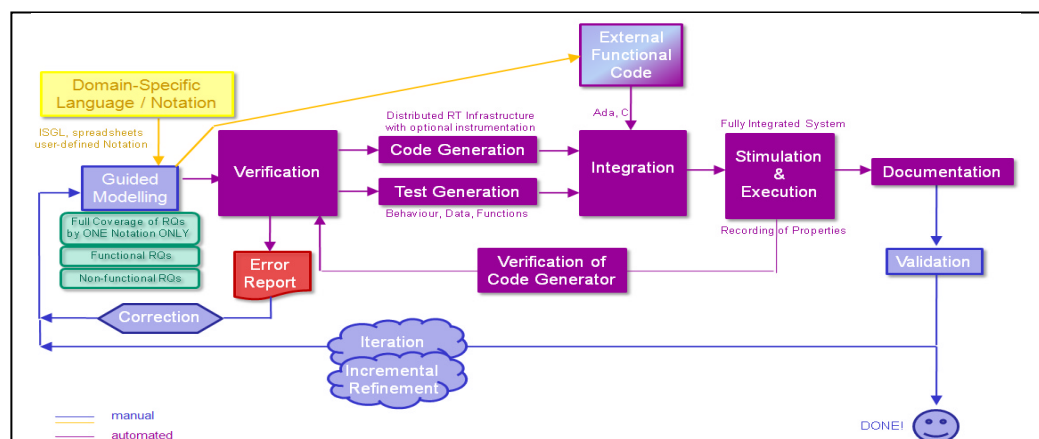 External
Functional
Code
Domain-Specific
Language / Notation
ISGL, spreadsheets
user-defined Notation
Distributed RT Infrastructure
with optional instrumentation
Ada, C
Fully Integrated System
Guided
Modelling
Verification
Code Generation
Test Generation
Behaviour, Data, Functions
Integration
Stimulation
&
Execution
Recording of Properties
Documentation
Full Coverage of RQs
by ONE Notation ONLY
Functional RQs
Non-functional RQs
Error
Report
Verification of
Code Generator
Validation
Correction
Iteration
Incremental
Refinement
manual
automated
DONE!